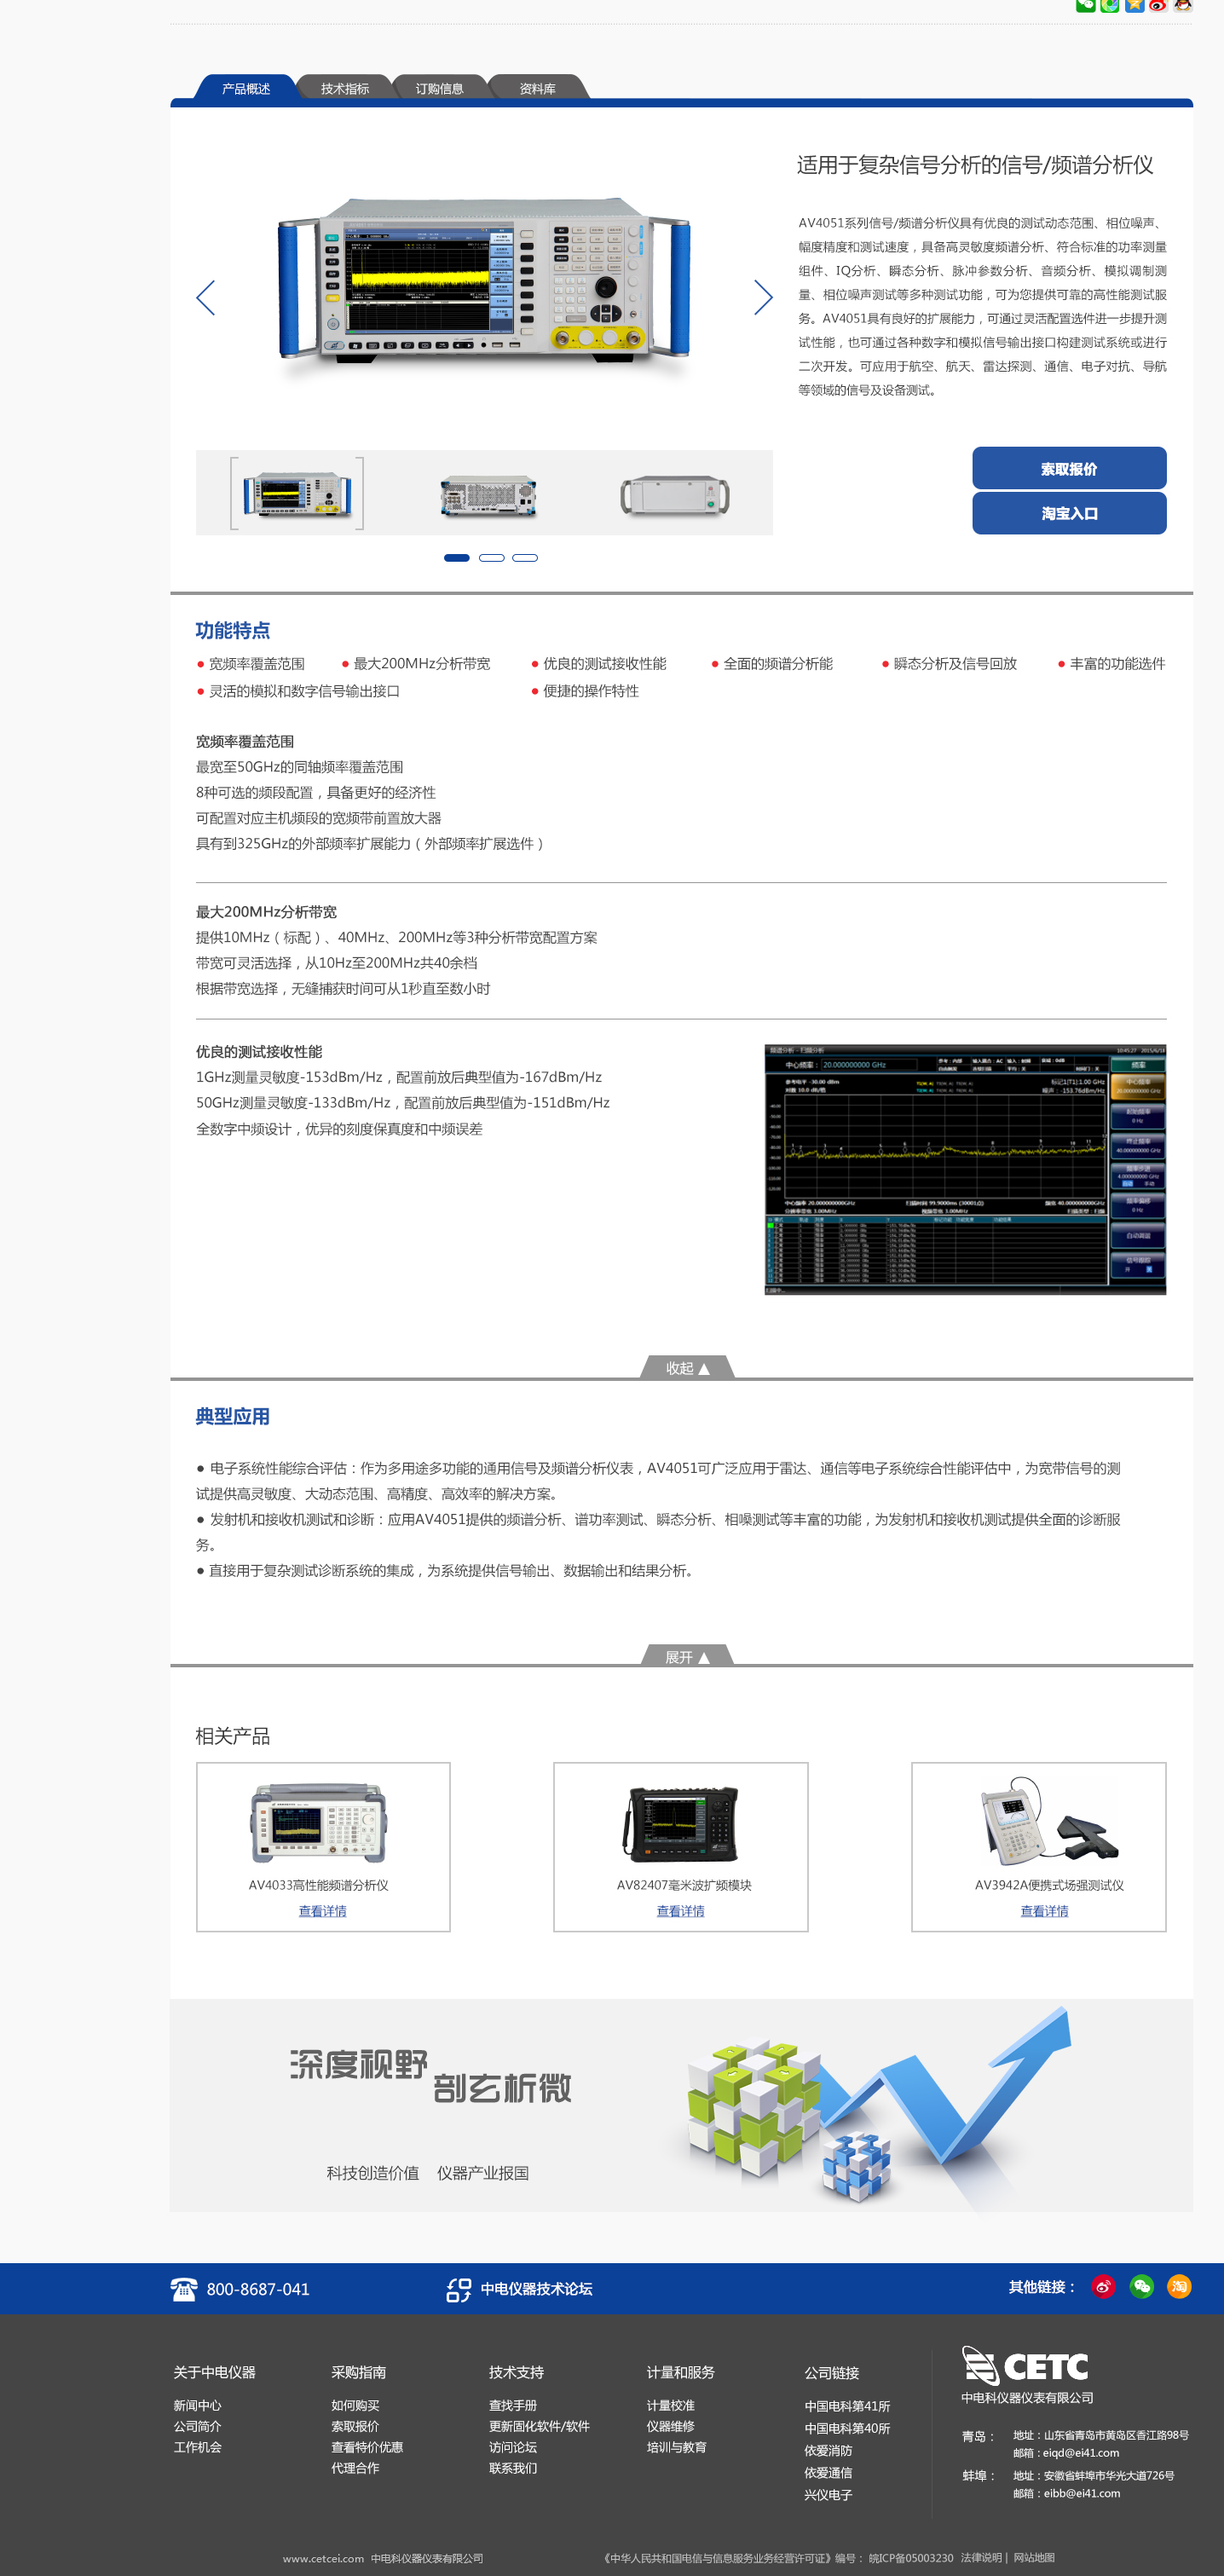 产品概述
技术指标
订购信息
资料库
适用于复杂信号分析的信号/频谱分析仪
AV4051系列信号/频谱分析仪具有优良的测试动态范围、相位噪声、
幅度精度和测试速度，具备高灵敏度频谱分析、符合标准的功率测量
组件、IQ分析、瞬态分析、脉冲参数分析、音频分析、模拟调制测
量、相位噪声测试等多种测试功能，可为您提供可靠的高性能测试服
务。AV4051具有良好的扩展能力，可通过灵活配置选件进一步提升测
试性能，也可通过各种数字和模拟信号输出接口构建测试系统或进行
二次开发。可应用于航空、航天、雷达探测、通信、电子对抗、导航
等领域的信号及设备测试。
索取报价
淘宝入口
功能特点
● 宽频率覆盖范围
● 最大200MHz分析带宽
● 优良的测试接收性能
● 全面的频谱分析能
● 瞬态分析及信号回放
● 丰富的功能选件
● 灵活的模拟和数字信号输出接口
● 便捷的操作特性
宽频率覆盖范围
最宽至50GHz的同轴频率覆盖范围
8种可选的频段配置，具备更好的经济性
可配置对应主机频段的宽频带前置放大器
具有到325GHz的外部频率扩展能力（外部频率扩展选件）
最大200MHz分析带宽
提供10MHz（标配）、40MHz、200MHz等3种分析带宽配置方案
带宽可灵活选择，从10Hz至200MHz共40余档
根据带宽选择，无缝捕获时间可从1秒直至数小时
优良的测试接收性能
1GHz测量灵敏度-153dBm/Hz，配置前放后典型值为-167dBm/Hz
50GHz测量灵敏度-133dBm/Hz，配置前放后典型值为-151dBm/Hz
全数字中频设计，优异的刻度保真度和中频误差
中心频率： 20.000000000 GHz
频率
中心频率
起始频率
0 Hz
终止频率
40.000000000 GHz
频率步进
频率偏移
0 Hz
自动调谐
信号跟踪
收起 ▲
典型应用
● 电子系统性能综合评估：作为多用途多功能的通用信号及频谱分析仪表，AV4051可广泛应用于雷达、通信等电子系统综合性能评估中，为宽带信号的测
试提供高灵敏度、大动态范围、高精度、高效率的解决方案。
● 发射机和接收机测试和诊断：应用AV4051提供的频谱分析、谱功率测试、瞬态分析、相噪测试等丰富的功能，为发射机和接收机测试提供全面的诊断服
务。
● 直接用于复杂测试诊断系统的集成，为系统提供信号输出、数据输出和结果分析。
展开 ▲
相关产品
AV4033高性能频谱分析仪
查看详情
AV82407毫米波扩频模块
查看详情
AV3942A便携式场强测试仪
查看详情
深度视野
剖玄析微
科技创造价值 仪器产业报国
800-8687-041
中电仪器技术论坛
其他链接：
淘
关于中电仪器
新闻中心
公司简介
工作机会
采购指南
如何购买
索取报价
查看特价优惠
代理合作
技术支持
查找手册
更新固化软件/软件
访问论坛
联系我们
计量和服务
计量校准
仪器维修
培训与教育
公司链接
中国电科第41所
中国电科第40所
依爱消防
依爱通信
兴仪电子
CETC
中电科仪器仪表有限公司
青岛： 地址：山东省青岛市黄岛区香江路98号
邮箱：eiqd@ei41.com
蚌埠： 地址：安徽省蚌埠市华光大道726号
邮箱：eibb@ei41.com
www.cetcei.com 中电科仪器仪表有限公司
《中华人民共和国电信与信息服务业务经营许可证》编号： 皖ICP备05003230 法律说明 | 网站地图